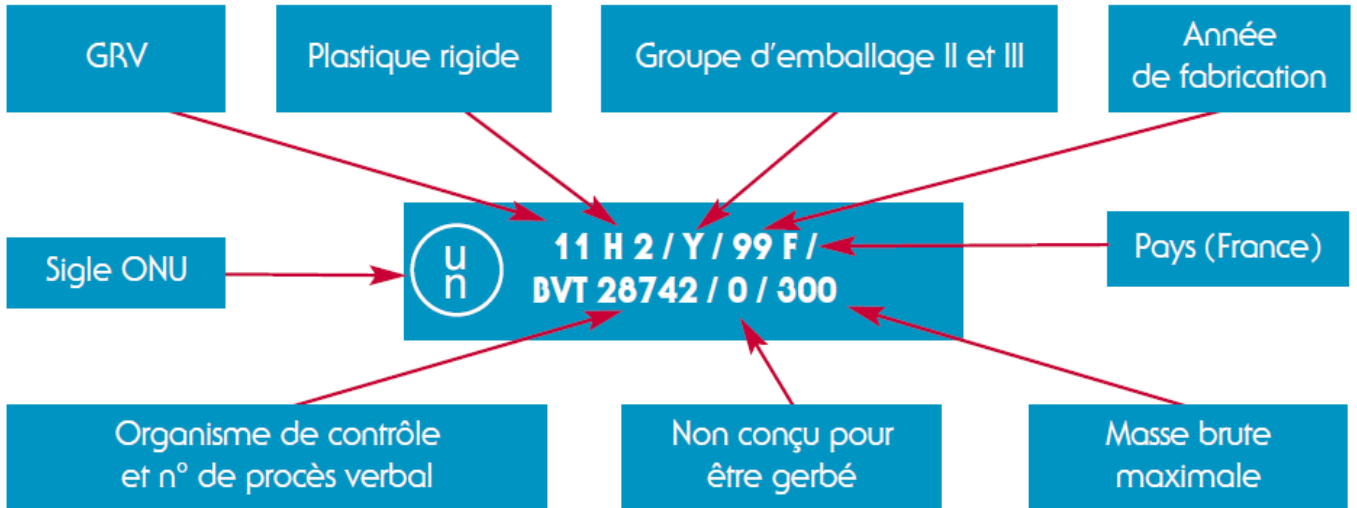 GRV
Plastique rigide
Groupe d'emballage II et III
Année
de fabrication
Sigle ONU
u
n
11 H 2 / Y / 99 F /
BVT 28742 / 0 / 300
Pays (France)
Organisme de contrôle
et n° de procès verbal
Non conçu pour
être gerbé
Masse brute
maximale